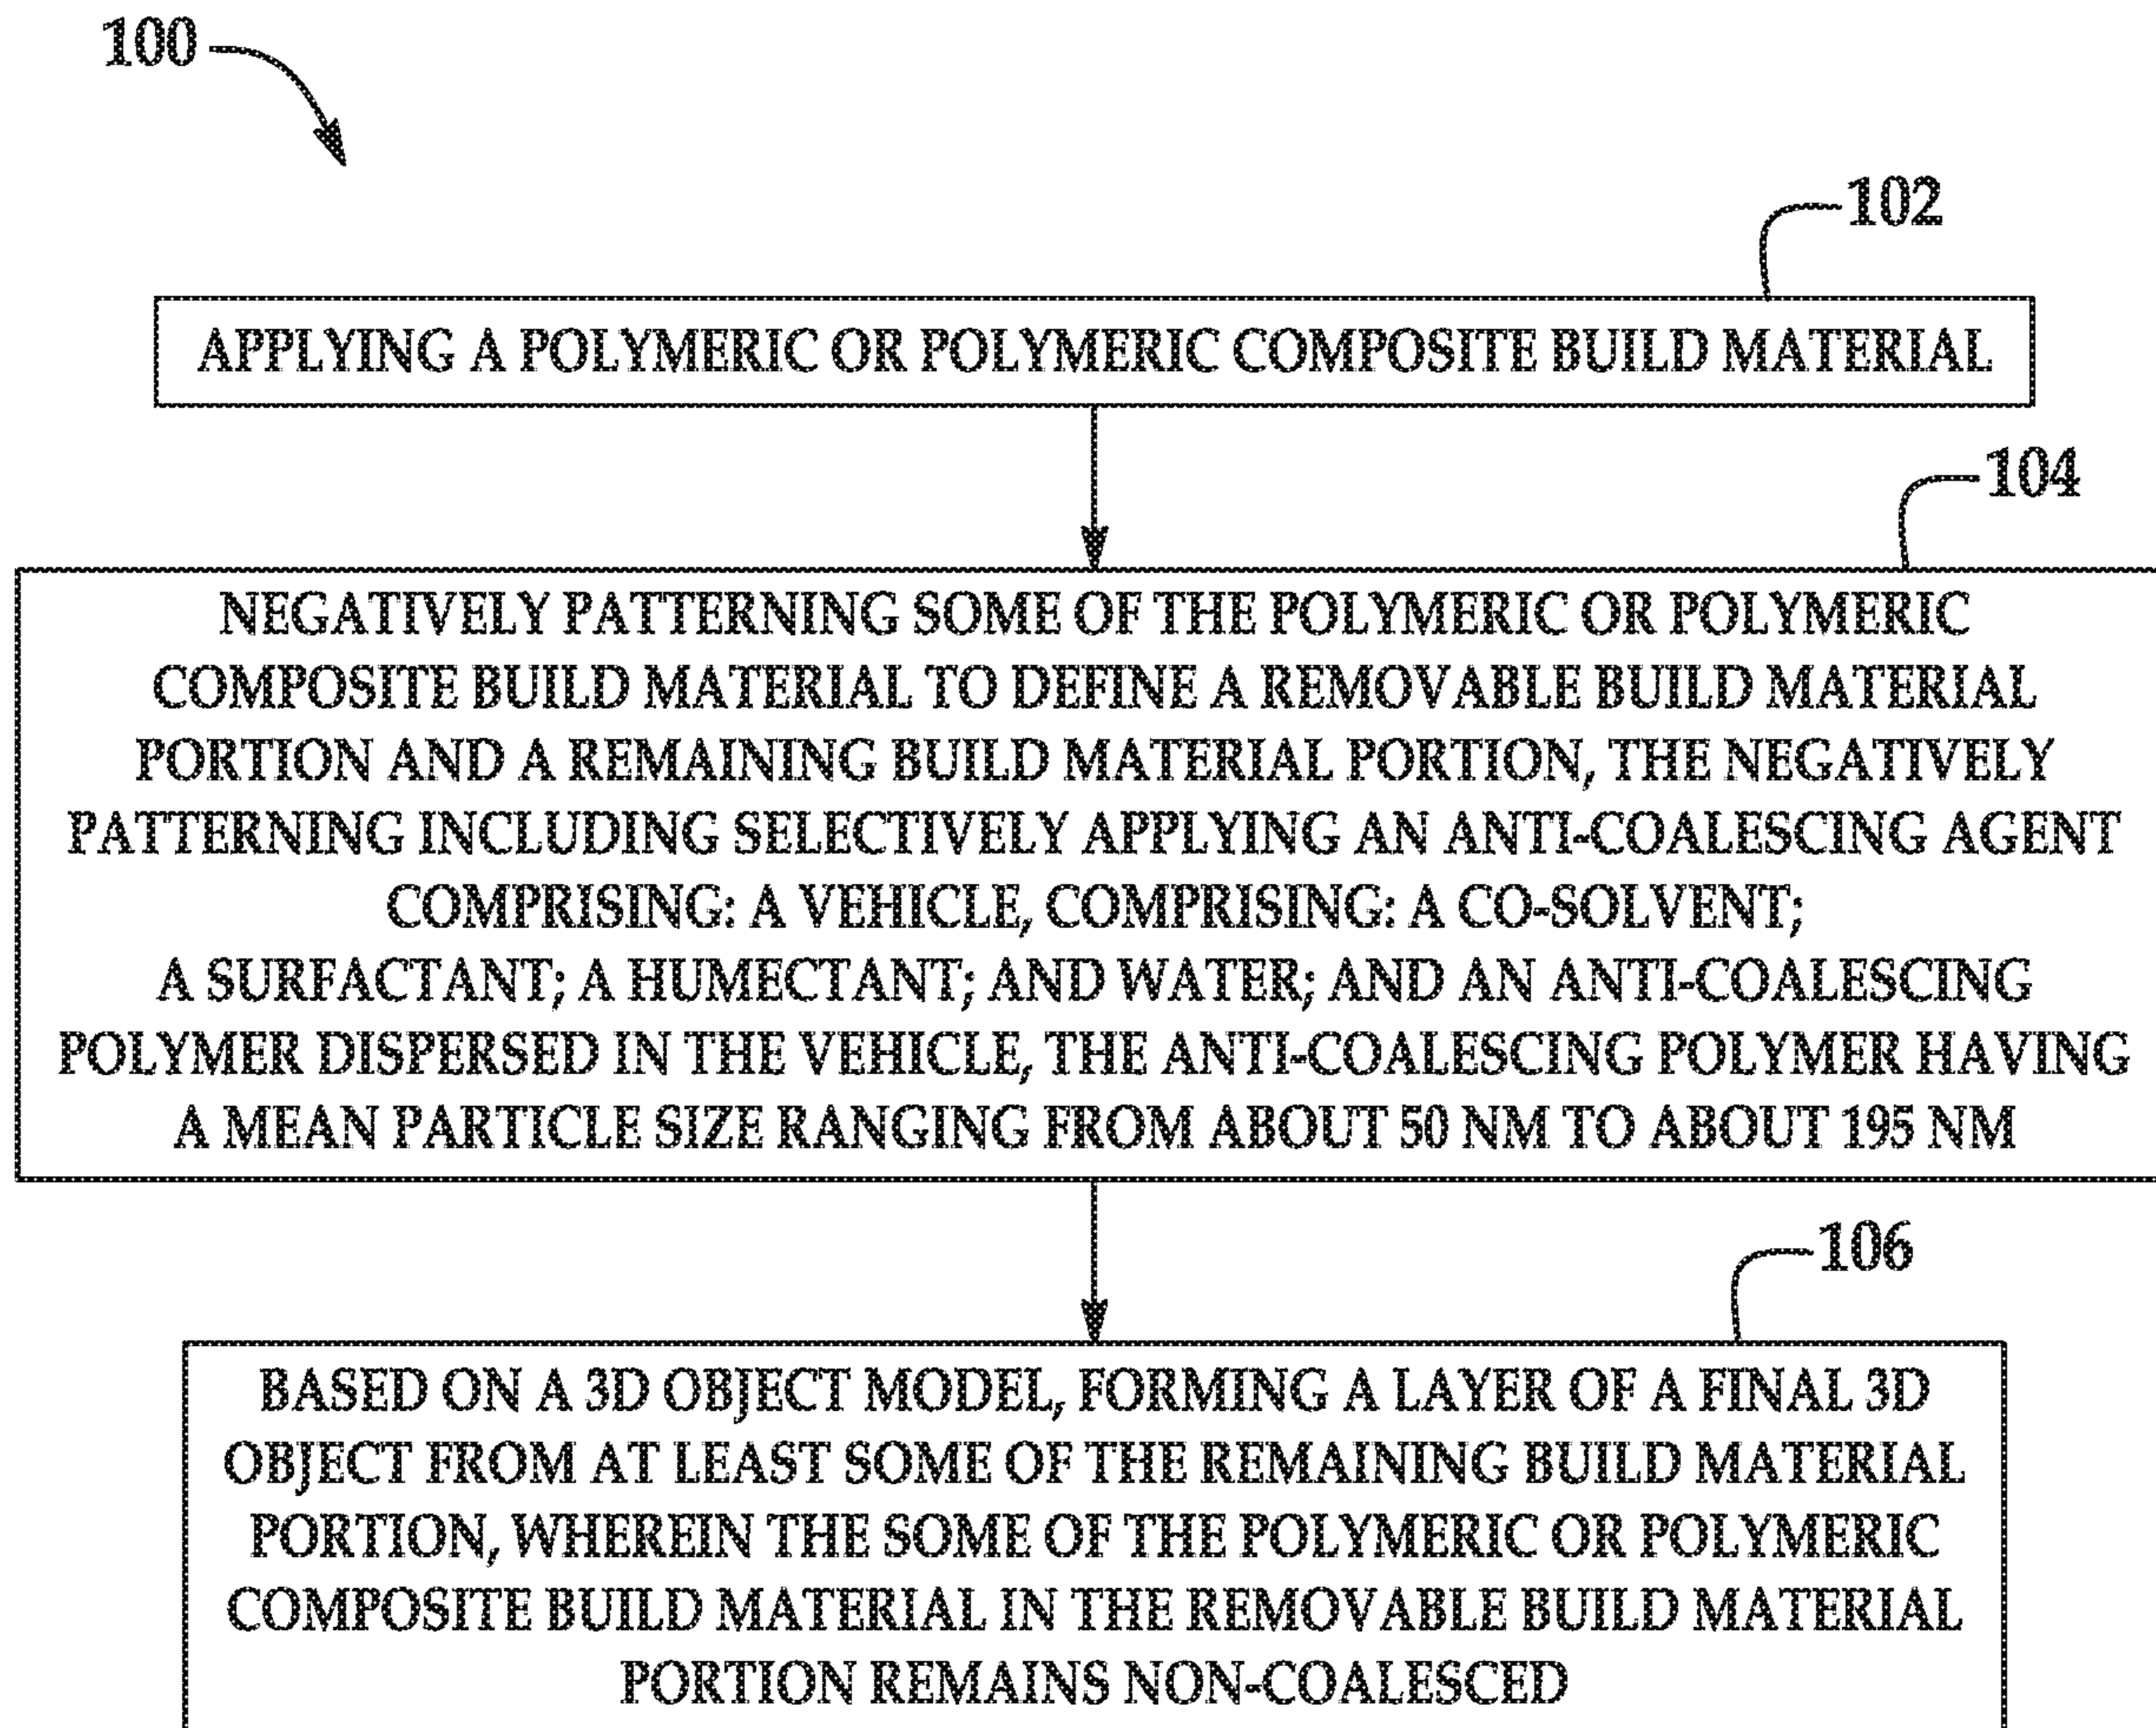 100
102
APPLYING A POLYMERIC OR POLYMERIC COMPOSITE BUILD MATERIAL
104
NEGATIVELY PATTERNING SOME OF THE POLYMERIC OR POLYMERIC
COMPOSITE BUILD MATERIAL TO DEFINE A REMOVABLE BUILD MATERIAL
PORTION AND A REMAINING BUILD MATERIAL PORTION, THE NEGATIVELY
PATTERNING INCLUDING SELECTIVELY APPLYING AN ANTI-COALESCING AGENT
COMPRISING: A VEHICLE, COMPRISING: A CO-SOLVENT;
A SURFACTANT; A HUMECTANT; AND WATER; AND AN ANTI-COALESCING
POLYMER DISPERSED IN THE VEHICLE, THE ANTI-COALESCING POLYMER HAVING
A MEAN PARTICLE SIZE RANGING FROM ABOUT 50 NM TO ABOUT 195 NM
106
BASED ON A 3D OBJECT MODEL, FORMING A LAYER OF A FINAL 3D
OBJECT FROM AT LEAST SOME OF THE REMAINING BUILD MATERIAL
PORTION, WHEREIN THE SOME OF THE POLYMERIC OR POLYMERIC
COMPOSITE BUILD MATERIAL IN THE REMOVABLE BUILD MATERIAL
PORTION REMAINS NON-COALESCED